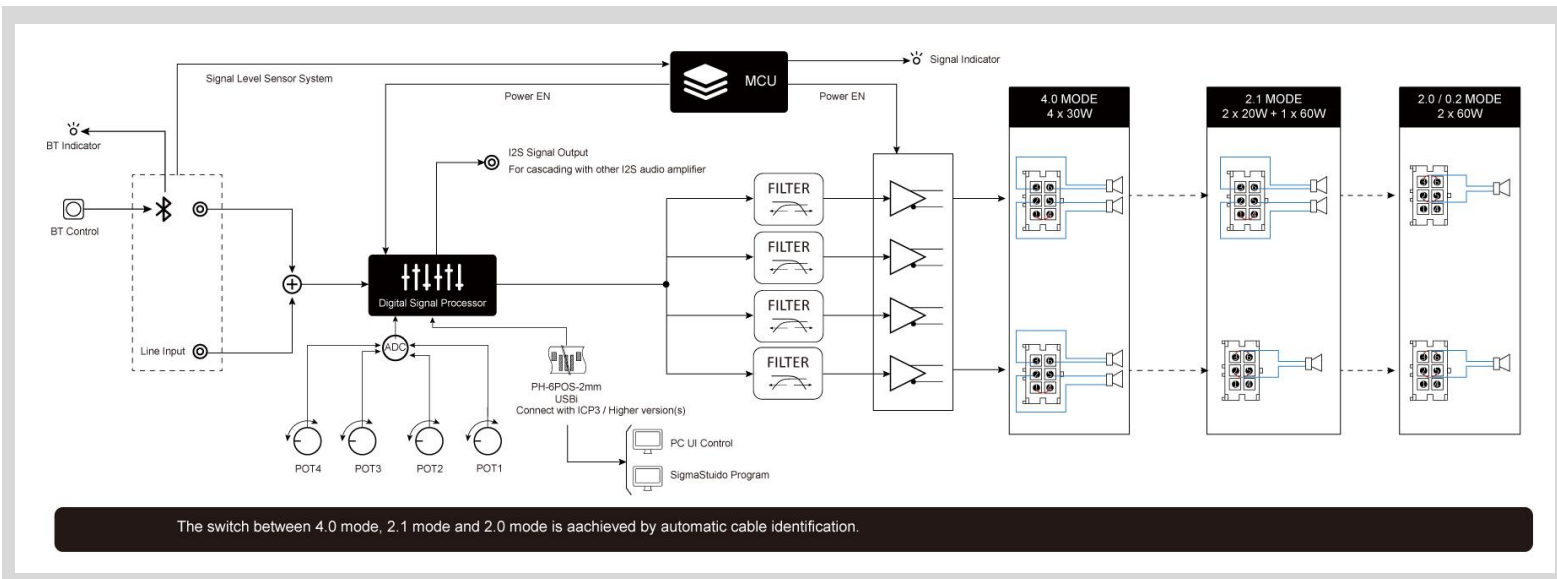 MCU
Signal Indicator
Signal Level Sensor System
Power EN
Power EN
4.0 MODE
4 x 30W
2.1 MODE
2 x 20W + 1 x 60W
2.0 / 0.2 MODE
2 x 60W
BT Indicator
I2S Signal Output
For cascading with other I2S audio amplifier
BT Control
FILTER
FILTER
FILTER
FILTER
Digital Signal Processor
Line Input
ADC
PH-6POS-2mm
USBi
Connect with ICP3 / Higher version(s)
PC UI Control
SigmaStuido Program
POT4
POT3
POT2
POT1
The switch between 4.0 mode, 2.1 mode and 2.0 mode is aachieved by automatic cable identification.